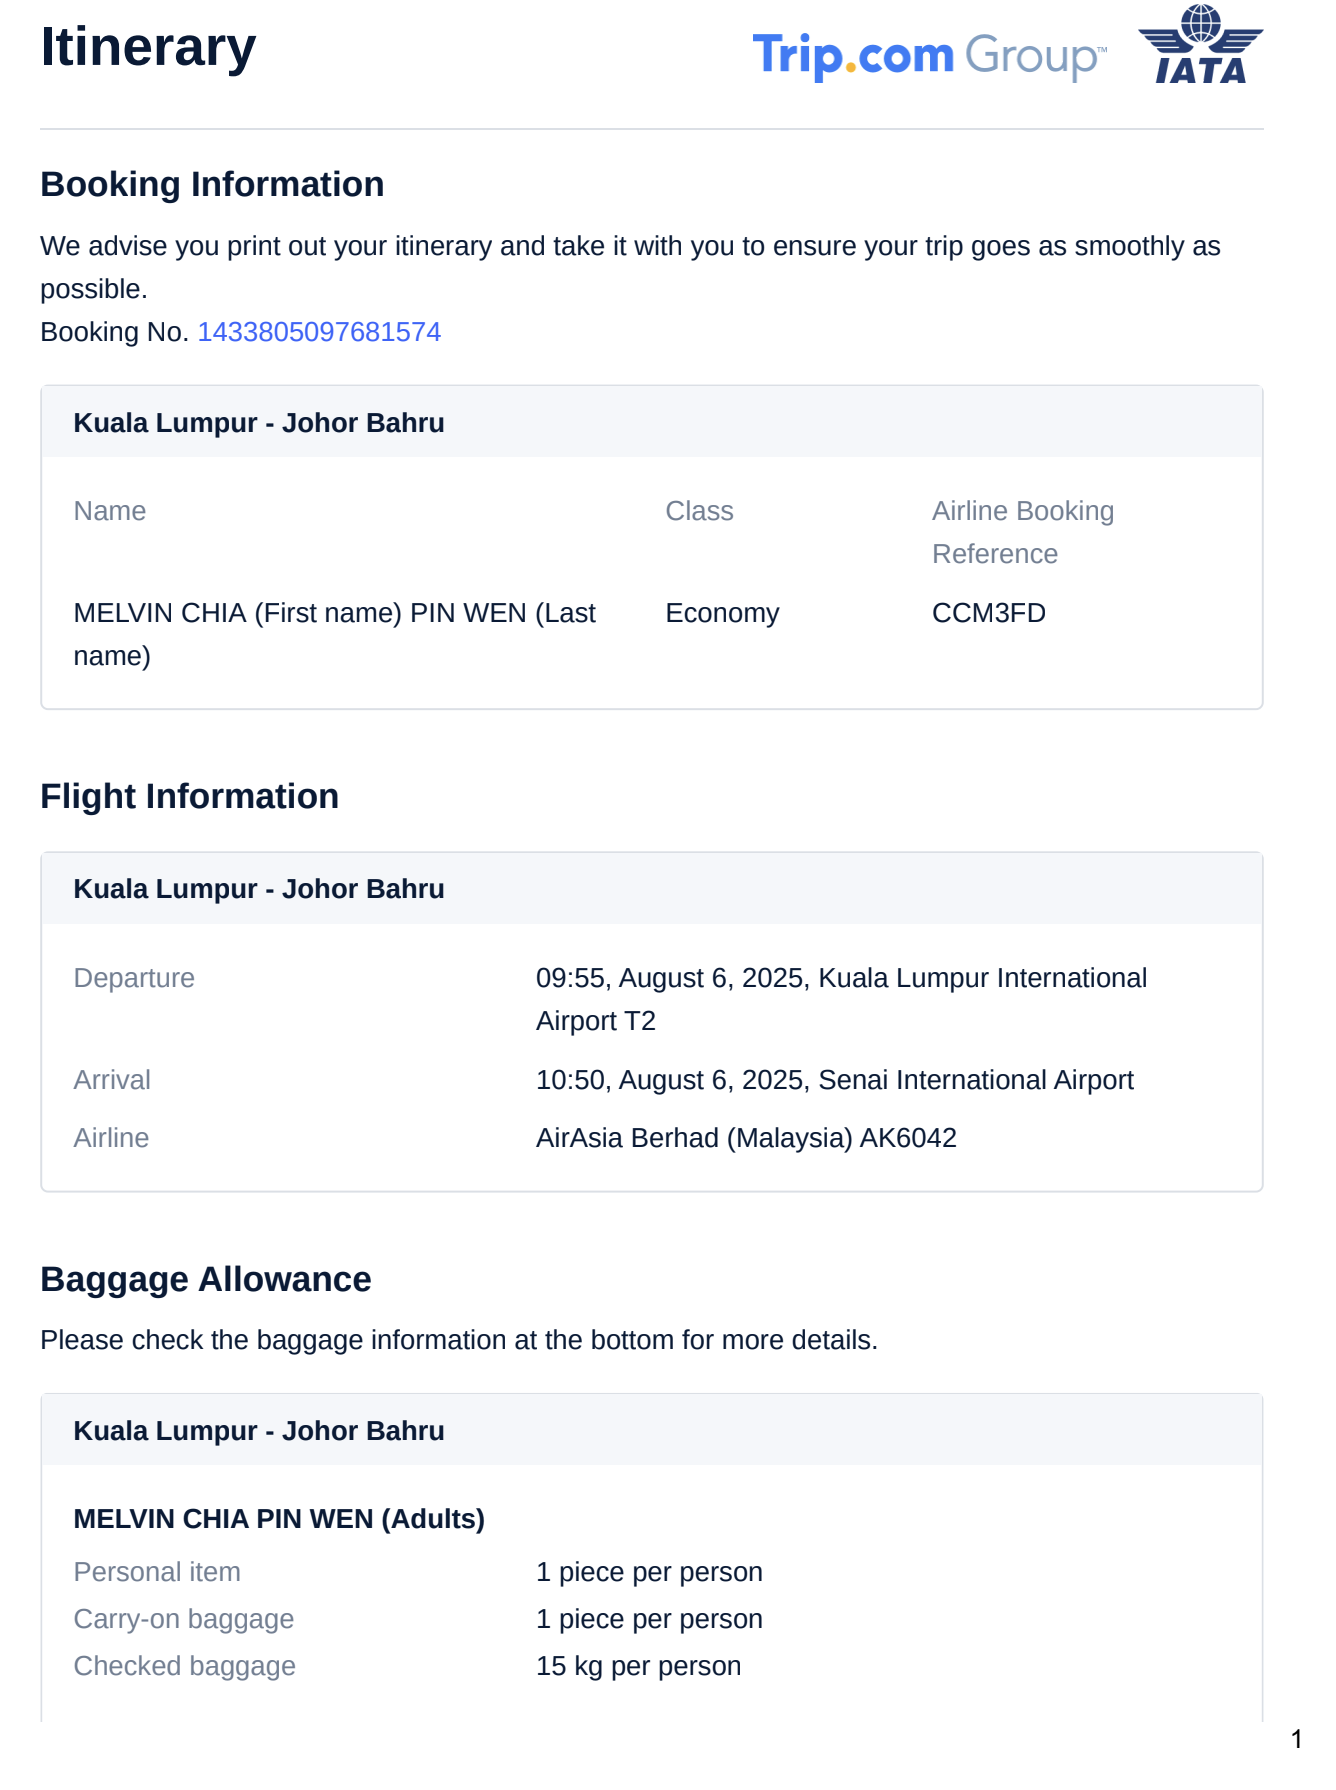 Itinerary
Trip.com Group™
IATA
Booking Information
We advise you print out your itinerary and take it with you to ensure your trip goes as smoothly as
possible.
Booking No. 1433805097681574
Kuala Lumpur - Johor Bahru
Name Class Airline Booking
Reference
MELVIN CHIA (First name) PIN WEN (Last Economy CCM3FD
name)
Flight Information
Kuala Lumpur - Johor Bahru
Departure 09:55, August 6, 2025, Kuala Lumpur International
Airport T2
Arrival 10:50, August 6, 2025, Senai International Airport
Airline AirAsia Berhad (Malaysia) AK6042
Baggage Allowance
Please check the baggage information at the bottom for more details.
Kuala Lumpur - Johor Bahru
MELVIN CHIA PIN WEN (Adults)
Personal item 1 piece per person
Carry-on baggage 1 piece per person
Checked baggage 15 kg per person
1